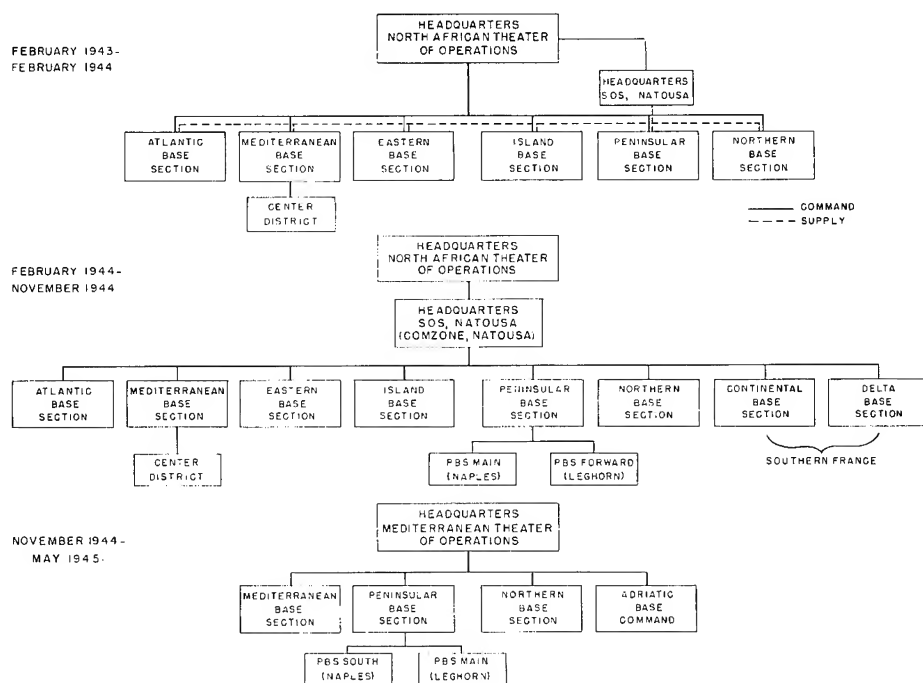 FEBRUARY 1943-
FEBRUARY 1944
HEADQUARTERS
NORTH AFRICAN THEATER
OF OPERATIONS
HEADQUARTERS
SOS, NATOUSA
ATLANTIC
BASE
SECTION
MEDITERRANEAN
BASE
SECTION
EASTERN
BASE
SECTION
ISLAND
BASE
SECTION
PENINSULAR
BASE
SECTION
NORTHERN
BASE
SECTION
CENTER
DISTRICT
COMMAND
SUPPLY
FEBRUARY 1944-
NOVEMBER 1944
HEADQUARTERS
NORTH AFRICAN THEATER
OF OPERATIONS
HEADQUARTERS
SOS, NATOUSA
(COMZONE, NATOUSA)
ATLANTIC
BASE
SECTION
MEDITERRANEAN
BASE
SECTION
EASTERN
BASE
SECTION
ISLAND
BASE
SECTION
PENINSULAR
BASE
SECTION
NORTHERN
BASE
SECTION
CONTINENTAL
BASE
SECTION
DELTA
BASE
SECTION
CENTER
DISTRICT
PBS MAIN
(NAPLES)
PBS FORWARD
(LEGHORN)
SOUTHERN FRANCE
NOVEMBER 1944-
MAY 1945-
HEADQUARTERS
MEDITERRANEAN THEATER
OF OPERATIONS
MEDITERRANEAN
BASE
SECTION
PENINSULAR
BASE
SECTION
NORTHERN
BASE
SECTION
ADRIATIC
BASE
COMMAND
PBS SOUTH
(NAPLES)
PBS MAIN
(LEGHORN)